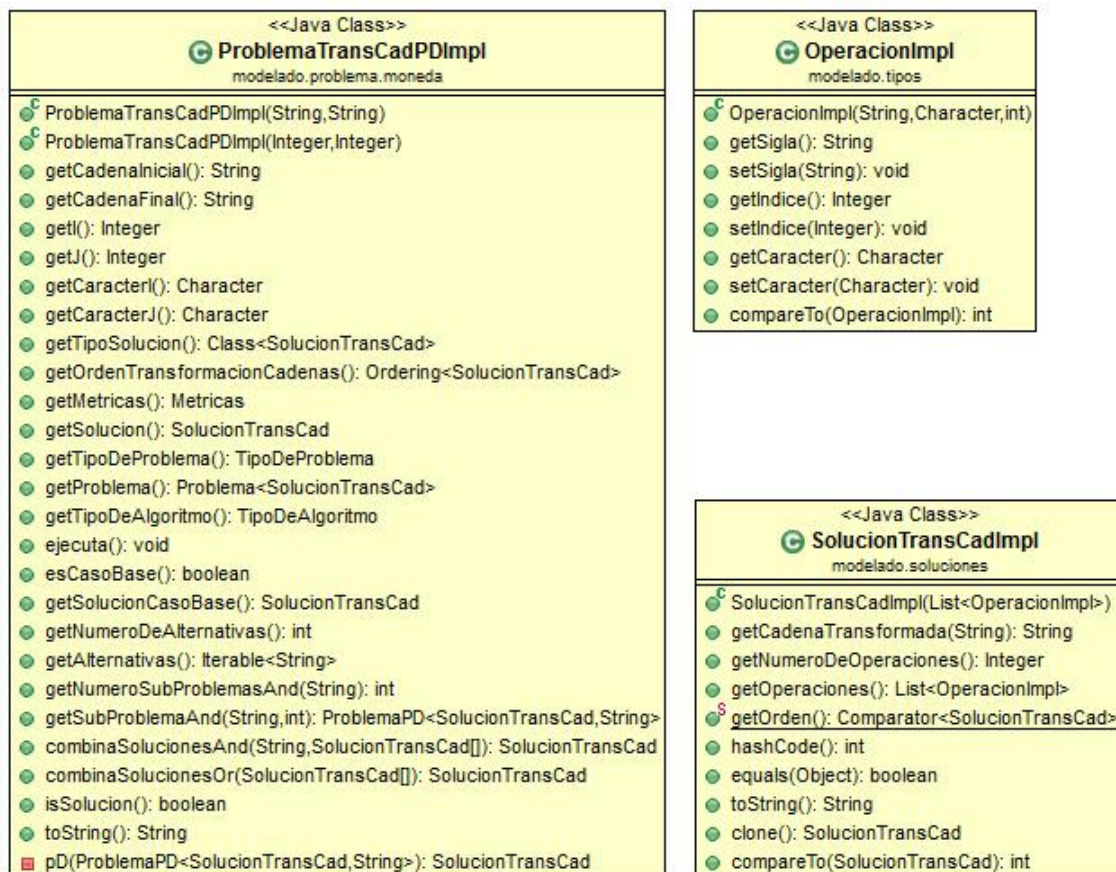 <<Java Class>>
ProblemaTransCadPDImpl
modelado.problema.moneda
ProblemaTransCadPDImpl(String,String)
ProblemaTransCadPDImpl(Integer,Integer)
getCadenaInicial(): String
getCadenaFinal(): String
getI(): Integer
getJ(): Integer
getCaracterI(): Character
getCaracterJ(): Character
getTipoSolucion(): Class<SolucionTransCad>
getOrdenTransformacionCadenas(): Ordering<SolucionTransCad>
getMetricas(): Metricas
getSolucion(): SolucionTransCad
getTipoDeProblema(): TipoDeProblema
getProblema(): Problema<SolucionTransCad>
getTipoDeAlgoritmo(): TipoDeAlgoritmo
ejecuta(): void
esCasoBase(): boolean
getSolucionCasoBase(): SolucionTransCad
getNumeroDeAlternativas(): int
getAlternativas(): Iterable<String>
getNumeroSubProblemasAnd(String): int
getSubProblemaAnd(String,int): ProblemaPD<SolucionTransCad,String>
combinaSolucionesAnd(String,SolucionTransCad[]): SolucionTransCad
combinaSolucionesOr(SolucionTransCad[]): SolucionTransCad
isSolucion(): boolean
toString(): String
pD(ProblemaPD<SolucionTransCad,String>): SolucionTransCad
<<Java Class>>
OperacionImpl
modelado.tipos
OperacionImpl(String,Character,int)
getSigla(): String
setSigla(String): void
getIndice(): Integer
setIndice(Integer): void
getCaracter(): Character
setCaracter(Character): void
compareTo(OperacionImpl): int
<<Java Class>>
SolucionTransCadImpl
modelado.soluciones
SolucionTransCadImpl(List<OperacionImpl>)
getCadenaTransformada(String): String
getNumeroDeOperaciones(): Integer
getOperaciones(): List<OperacionImpl>
getOrden(): Comparator<SolucionTransCad>
hashCode(): int
equals(Object): boolean
toString(): String
clone(): SolucionTransCad
compareTo(SolucionTransCad): int